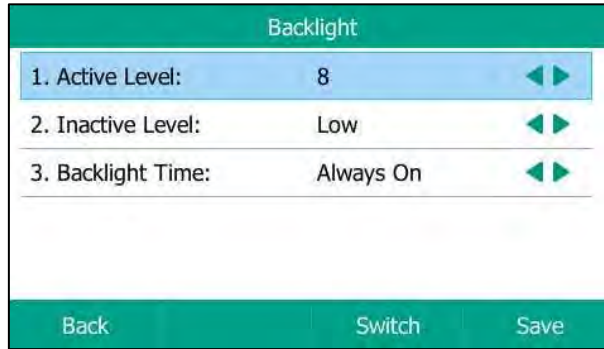 Backlight
1. Active Level: 8
2. Inactive Level: Low
3. Backlight Time: Always On
Back Switch Save